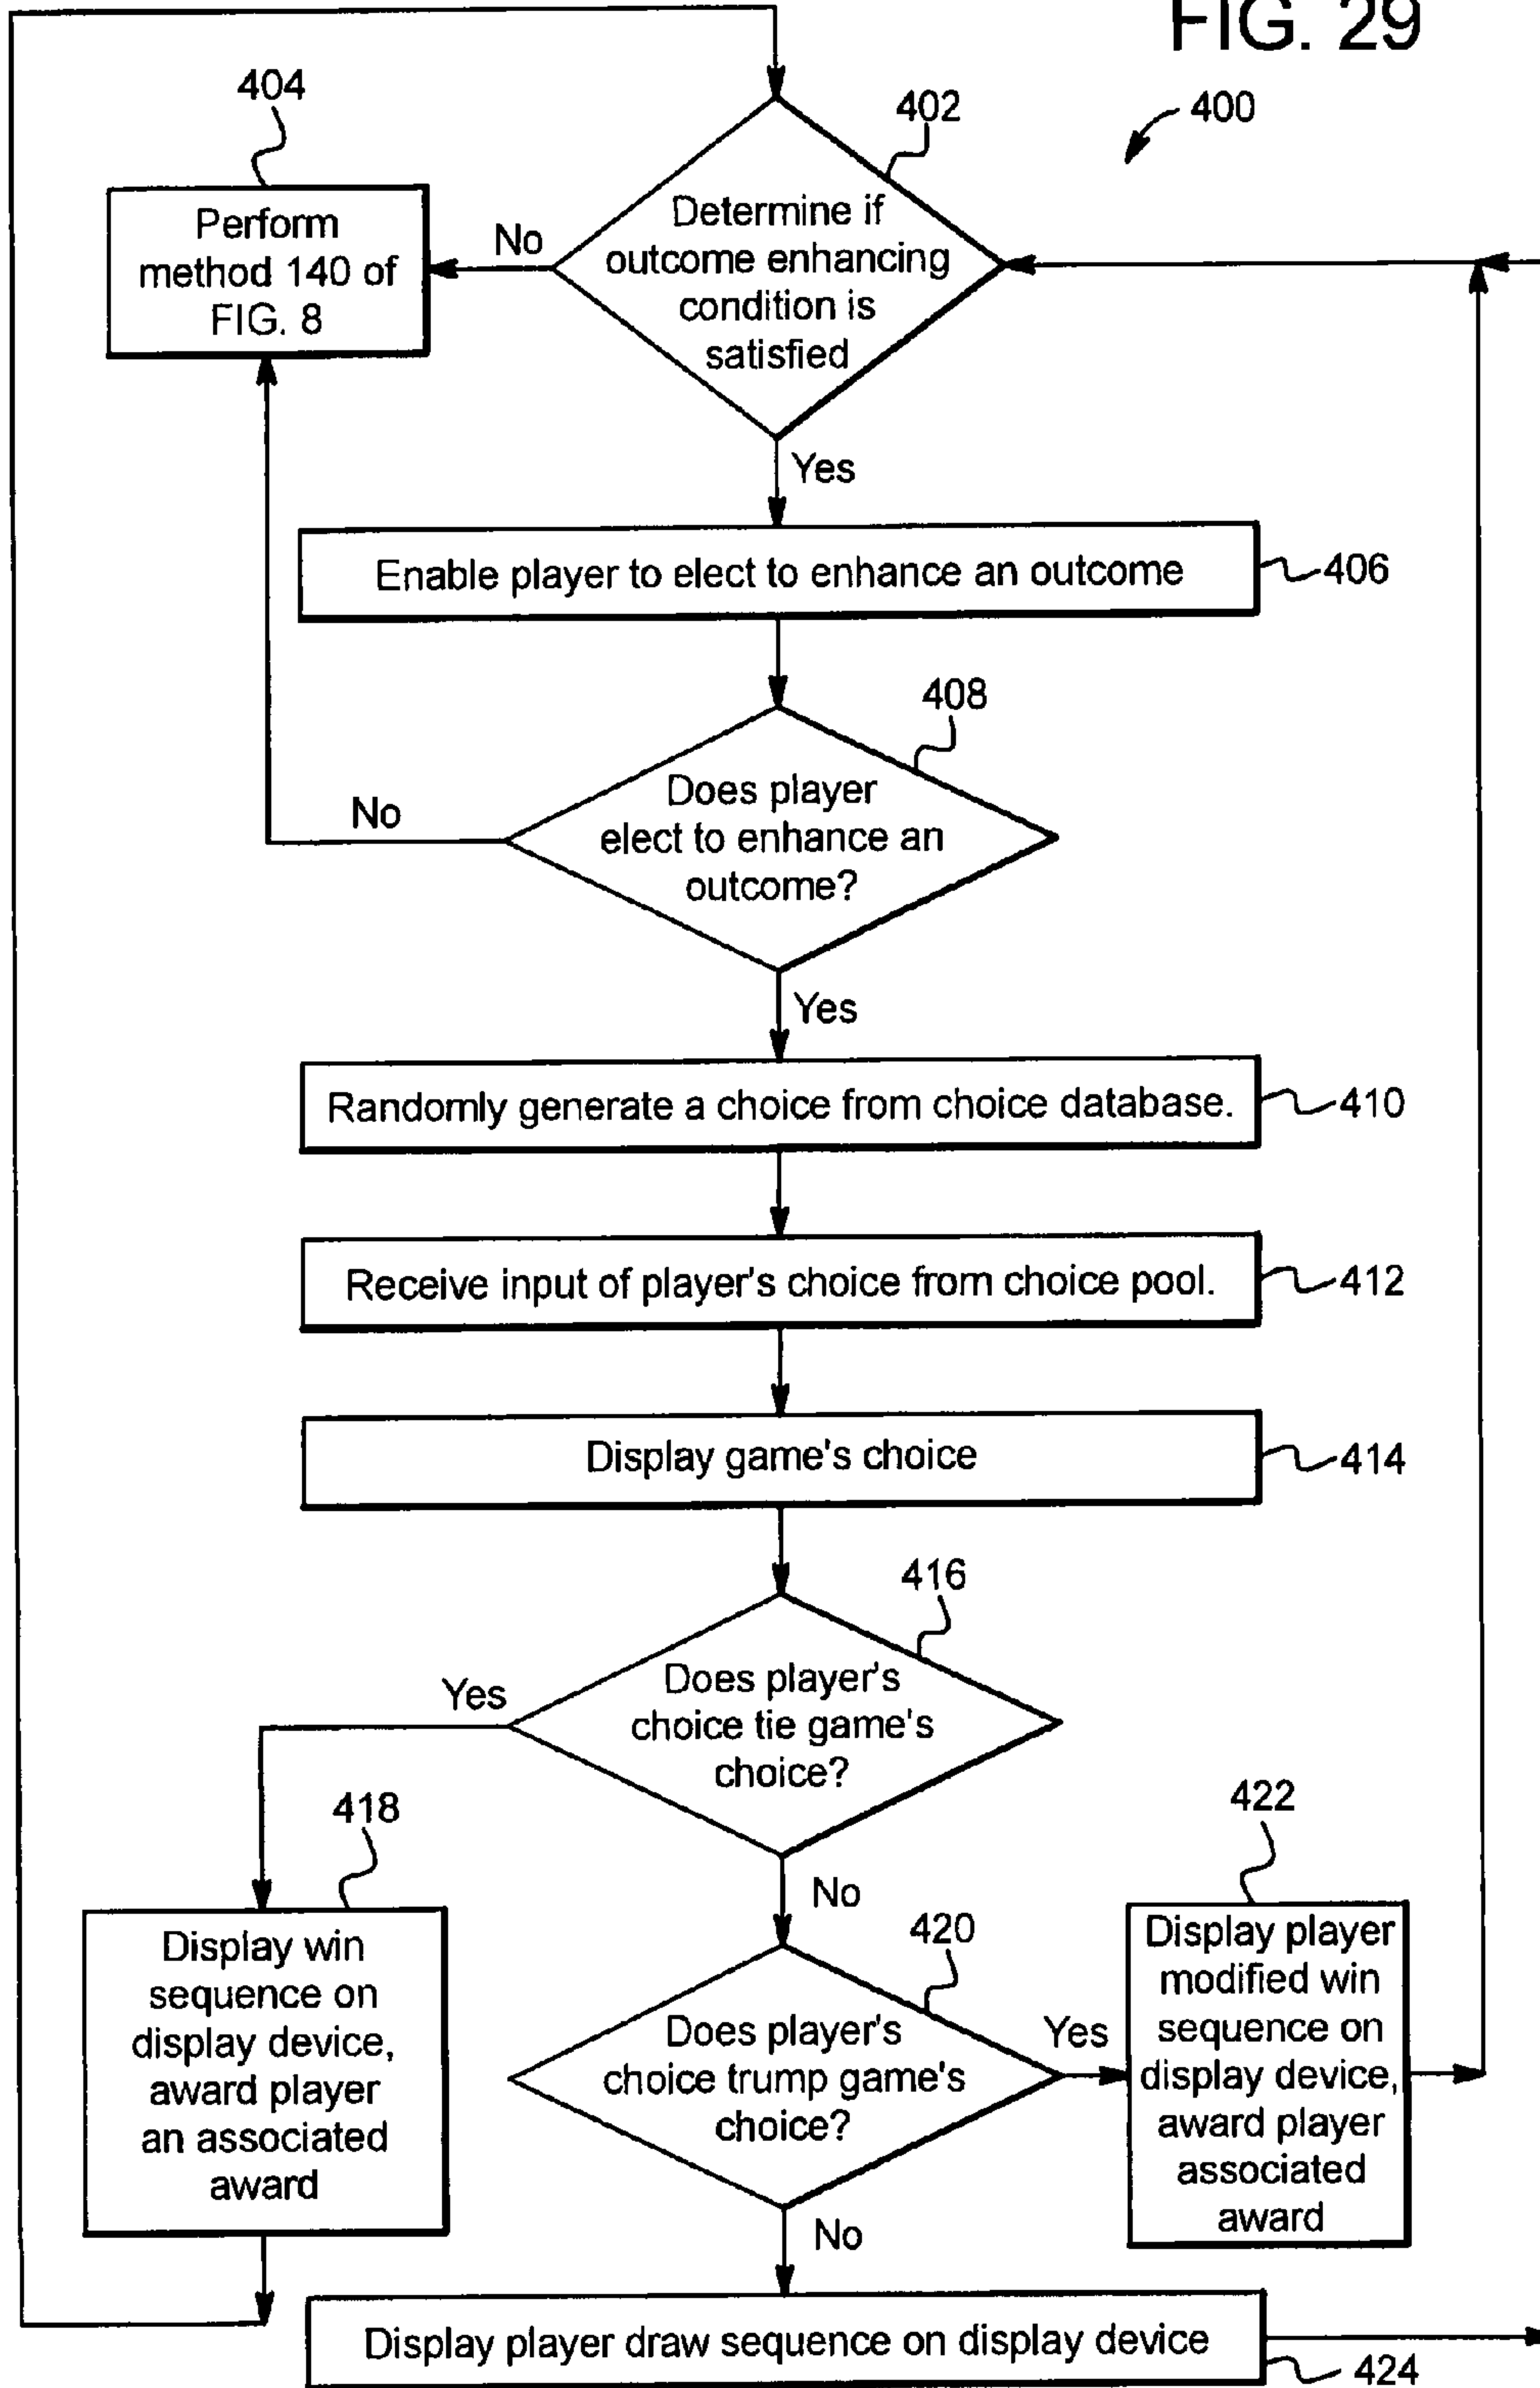 FIG. 29
400
404
402
Perform
method 140 of
FIG. 8
No
Determine if
outcome enhancing
condition is
satisfied
Yes
Enable player to elect to enhance an outcome
406
408
Does player
elect to enhance an
outcome?
No
Yes
Randomly generate a choice from choice database.
410
Receive input of player's choice from choice pool.
412
Display game's choice
414
416
Does player's
choice tie game's
choice?
Yes
No
418
Display win
sequence on
display device,
award player
an associated
award
420
Does player's
choice trump game's
choice?
Yes
422
Display player
modified win
sequence on
display device,
award player
associated
award
No
Display player draw sequence on display device
424